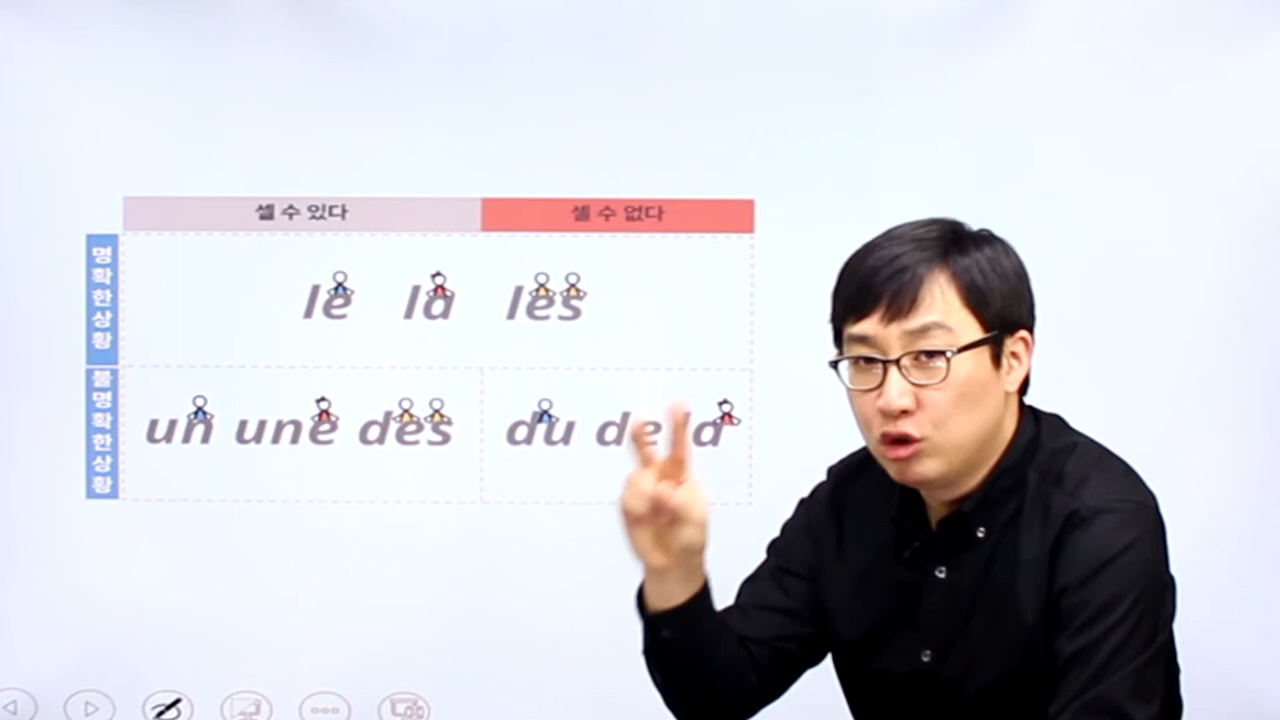 셀 수 있다 셀 수 없다
명확한상황
le la les
불명확한상황
un une des du de la